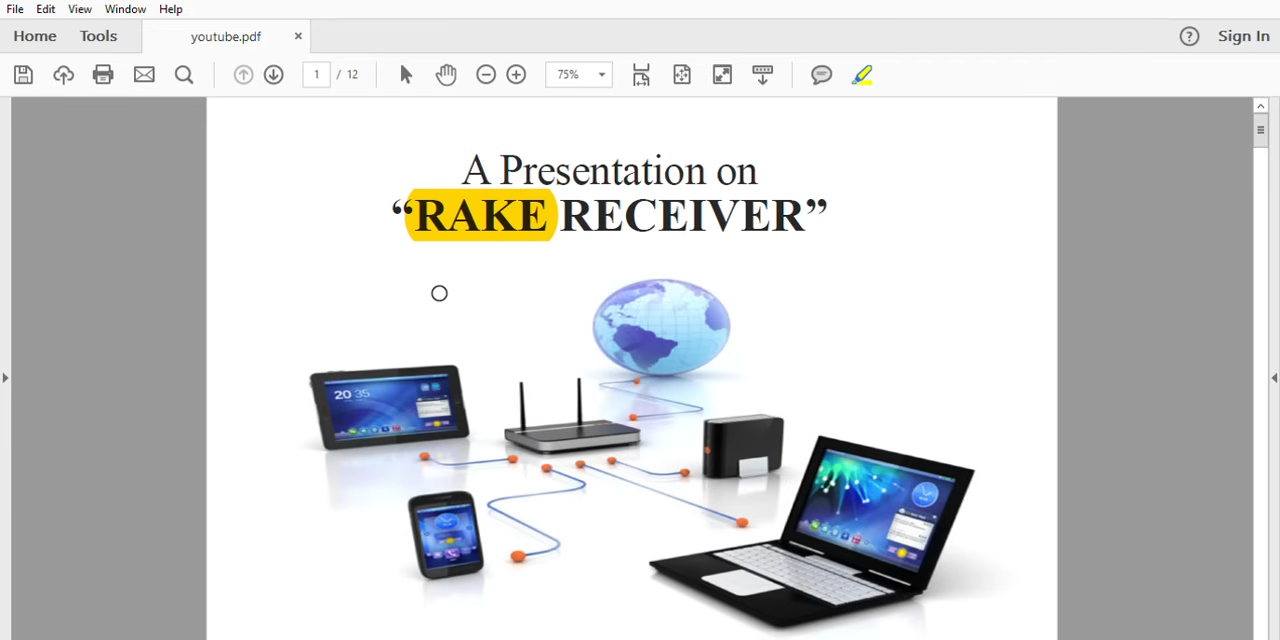 File Edit View Window Help
Home Tools youtube.pdf × ? Sign In
1 / 12 75%
A Presentation on
“RAKE RECEIVER”
20 35